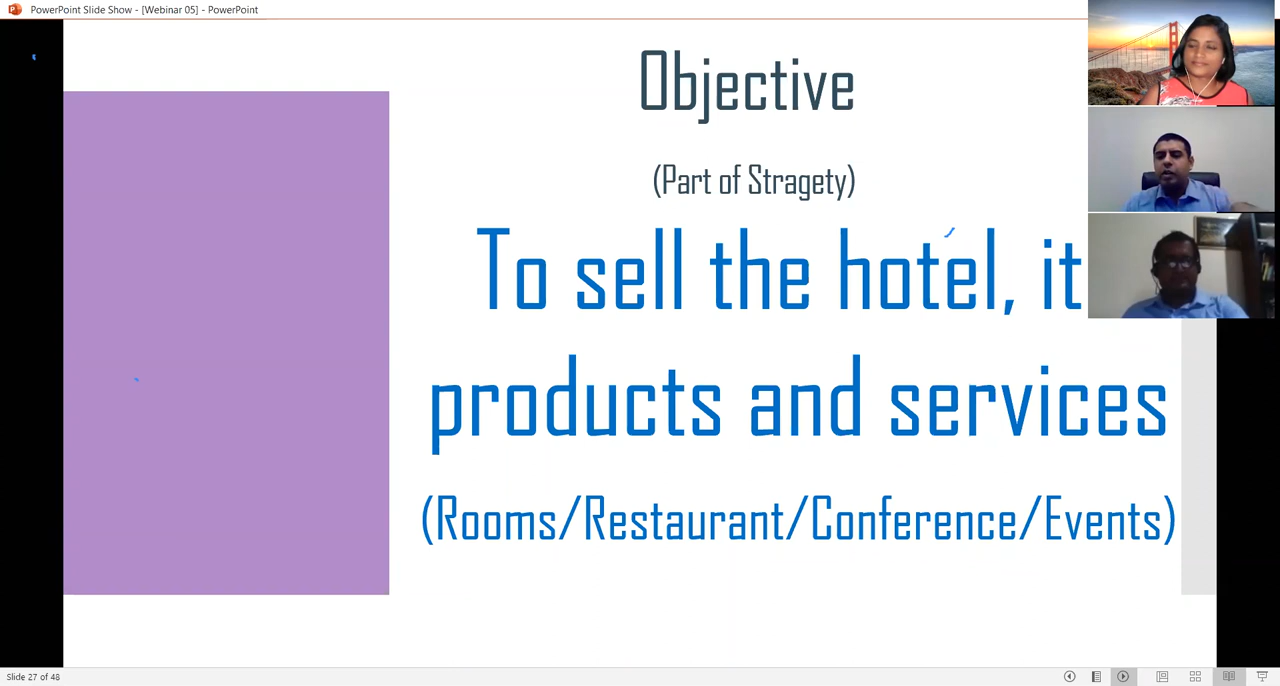 PowerPoint Slide Show - [Webinar 05] - PowerPoint
Objective
(Part of Stragety)
To sell the hotel, it
products and services
(Rooms/Restaurant/Conference/Events)
Slide 27 of 48